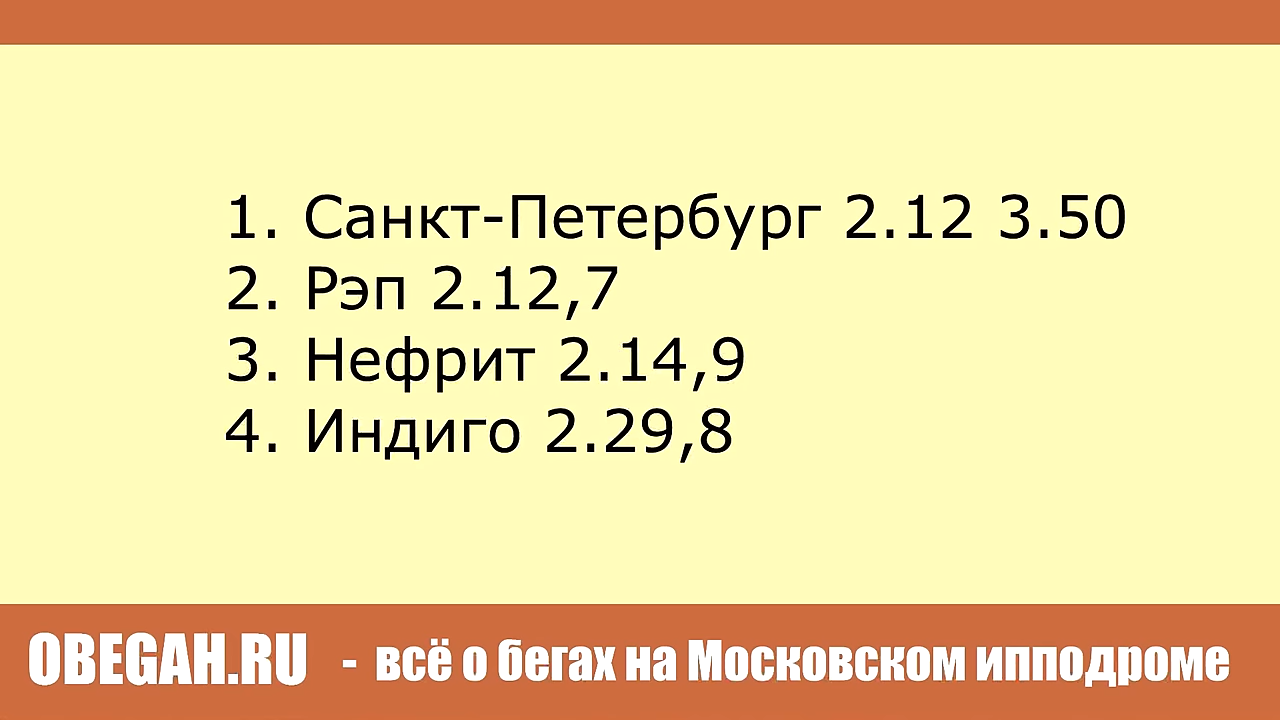 1. Санкт-Петербург 2.12 3.50
2. Рэп 2.12,7
3. Нефрит 2.14,9
4. Индиго 2.29,8
OBEGAH.RU - всё о бегах на Московском ипподроме